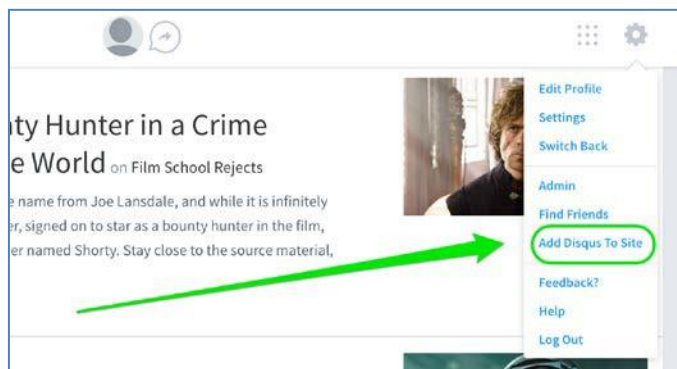 nty Hunter in a Crime
e World on Film School Rejects
e name from Joe Lansdale, and while it is infinitely
er, signed on to star as a bounty hunter in the film,
er named Shorty. Stay close to the source material,
Edit Profile
Settings
Switch Back
Admin
Find Friends
Add Disqus To Site
Feedback?
Help
Log Out